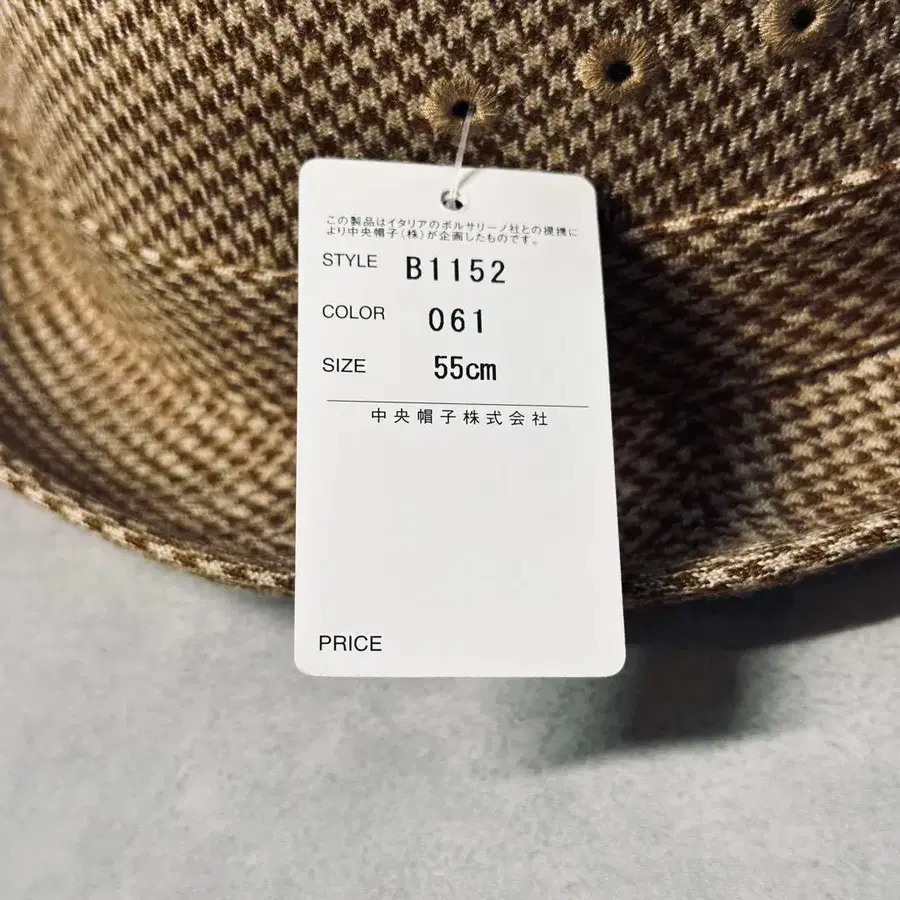 この製品はイタリアのボルサリーノ社との提携に
より中央帽子(株)が企画したものです。
STYLE B1152
COLOR 061
SIZE 55cm
中央帽子株式会社
PRICE